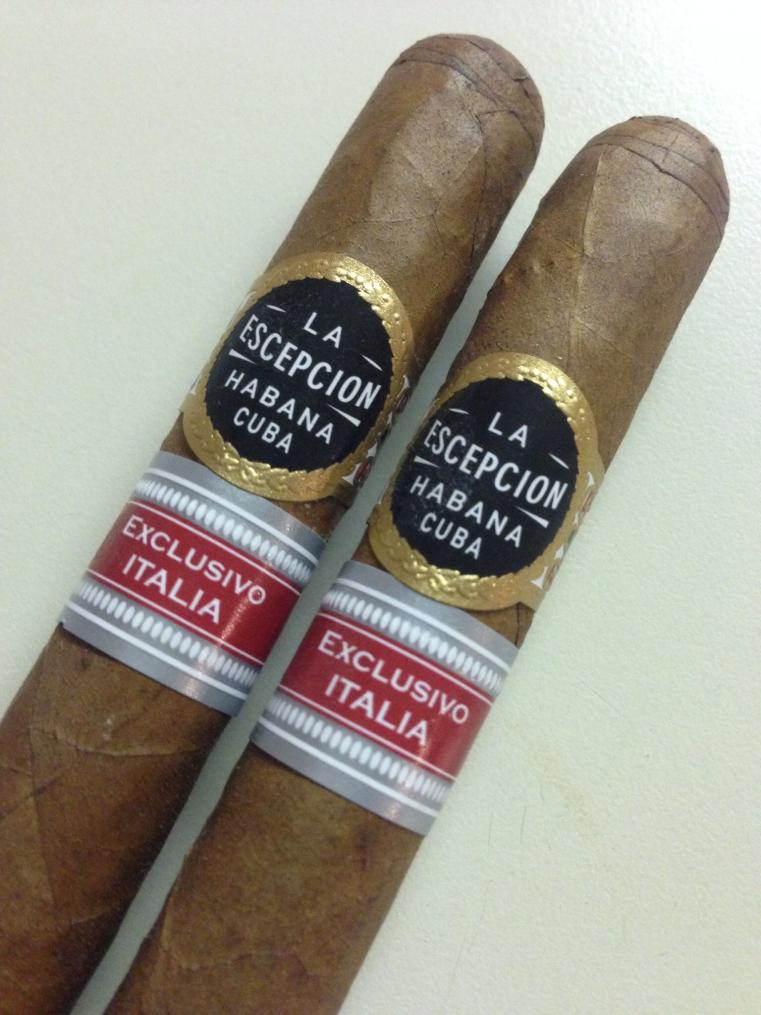 LA
ESCEPCION
HABANA
CUBA
EXCLUSIVO
ITALIA
LA
ESCEPCION
HABANA
CUBA
EXCLUSIVO
ITALIA